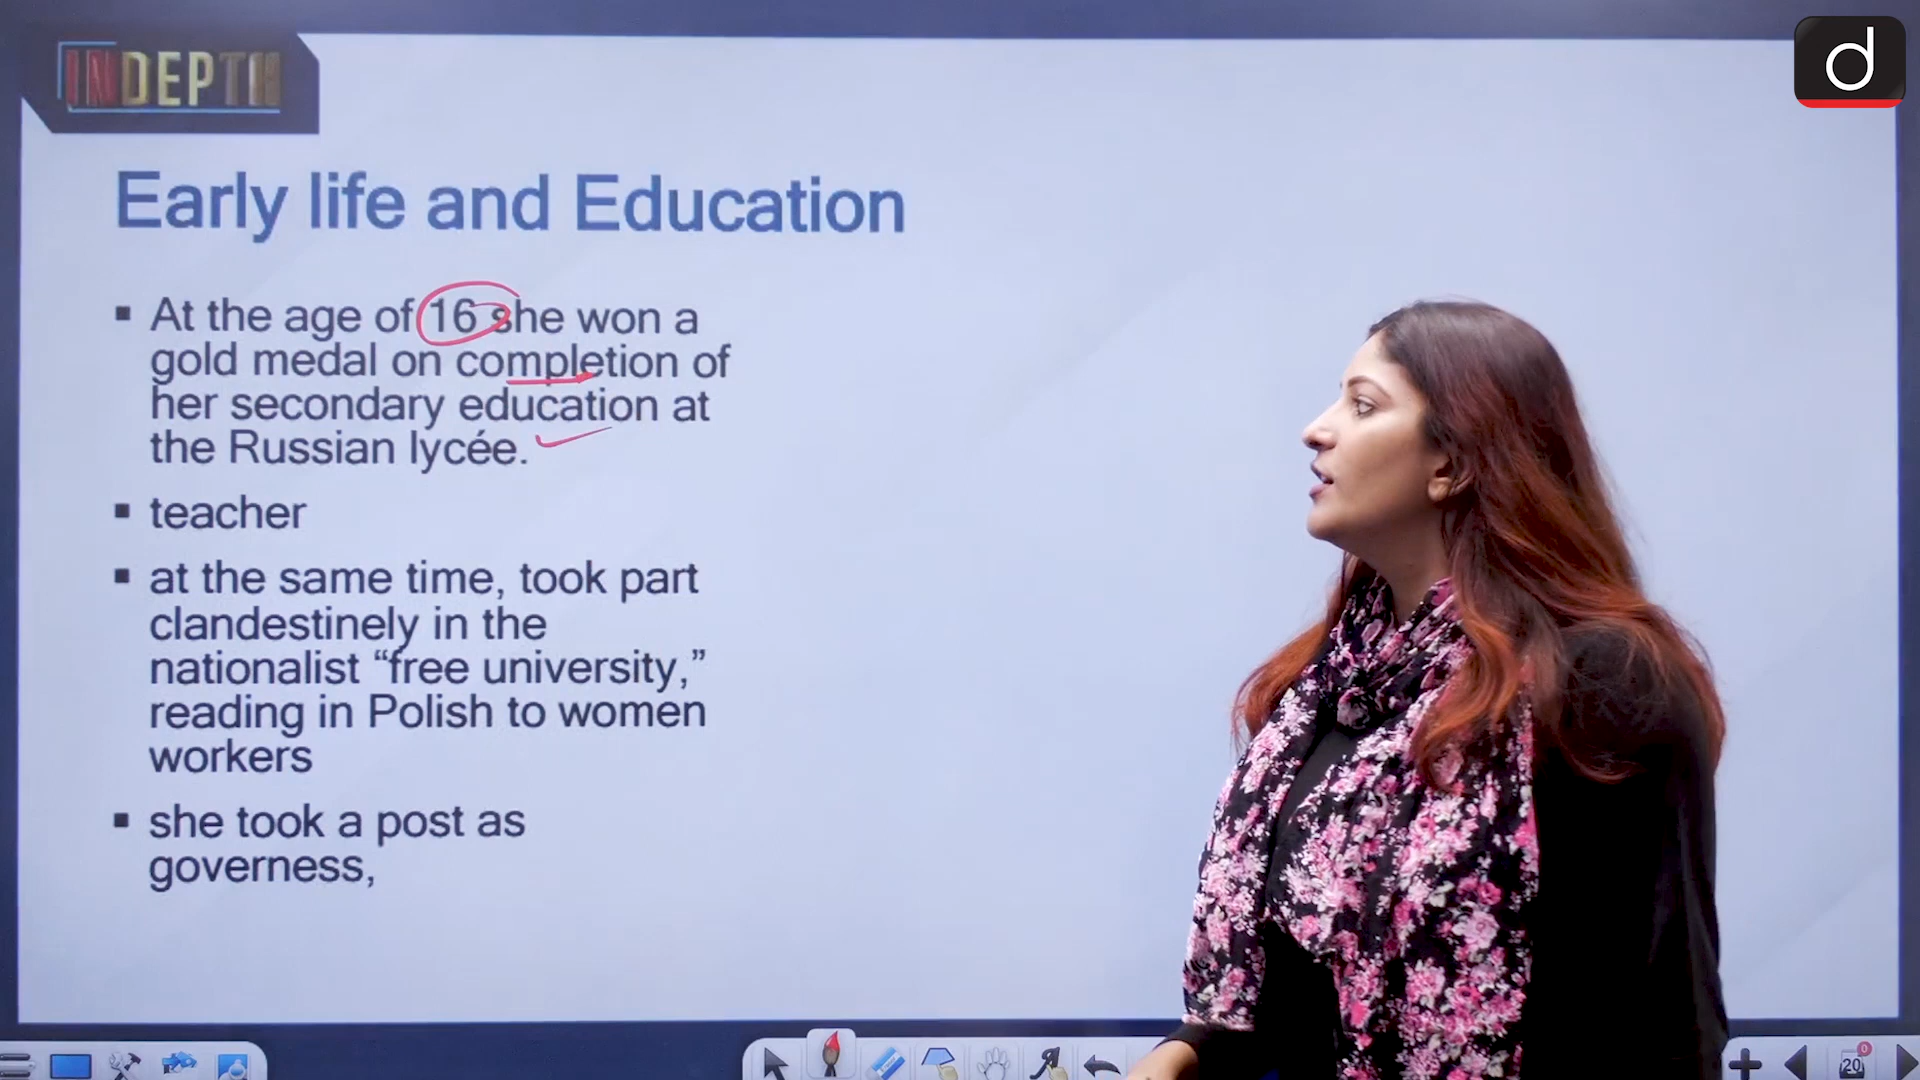 INDEPTH
d
Early life and Education
▪ At the age of 16 she won a
gold medal on completion of
her secondary education at
the Russian lycée.
▪ teacher
▪ at the same time, took part
clandestinely in the
nationalist “free university,”
reading in Polish to women
workers
▪ she took a post as
governess,
20
0